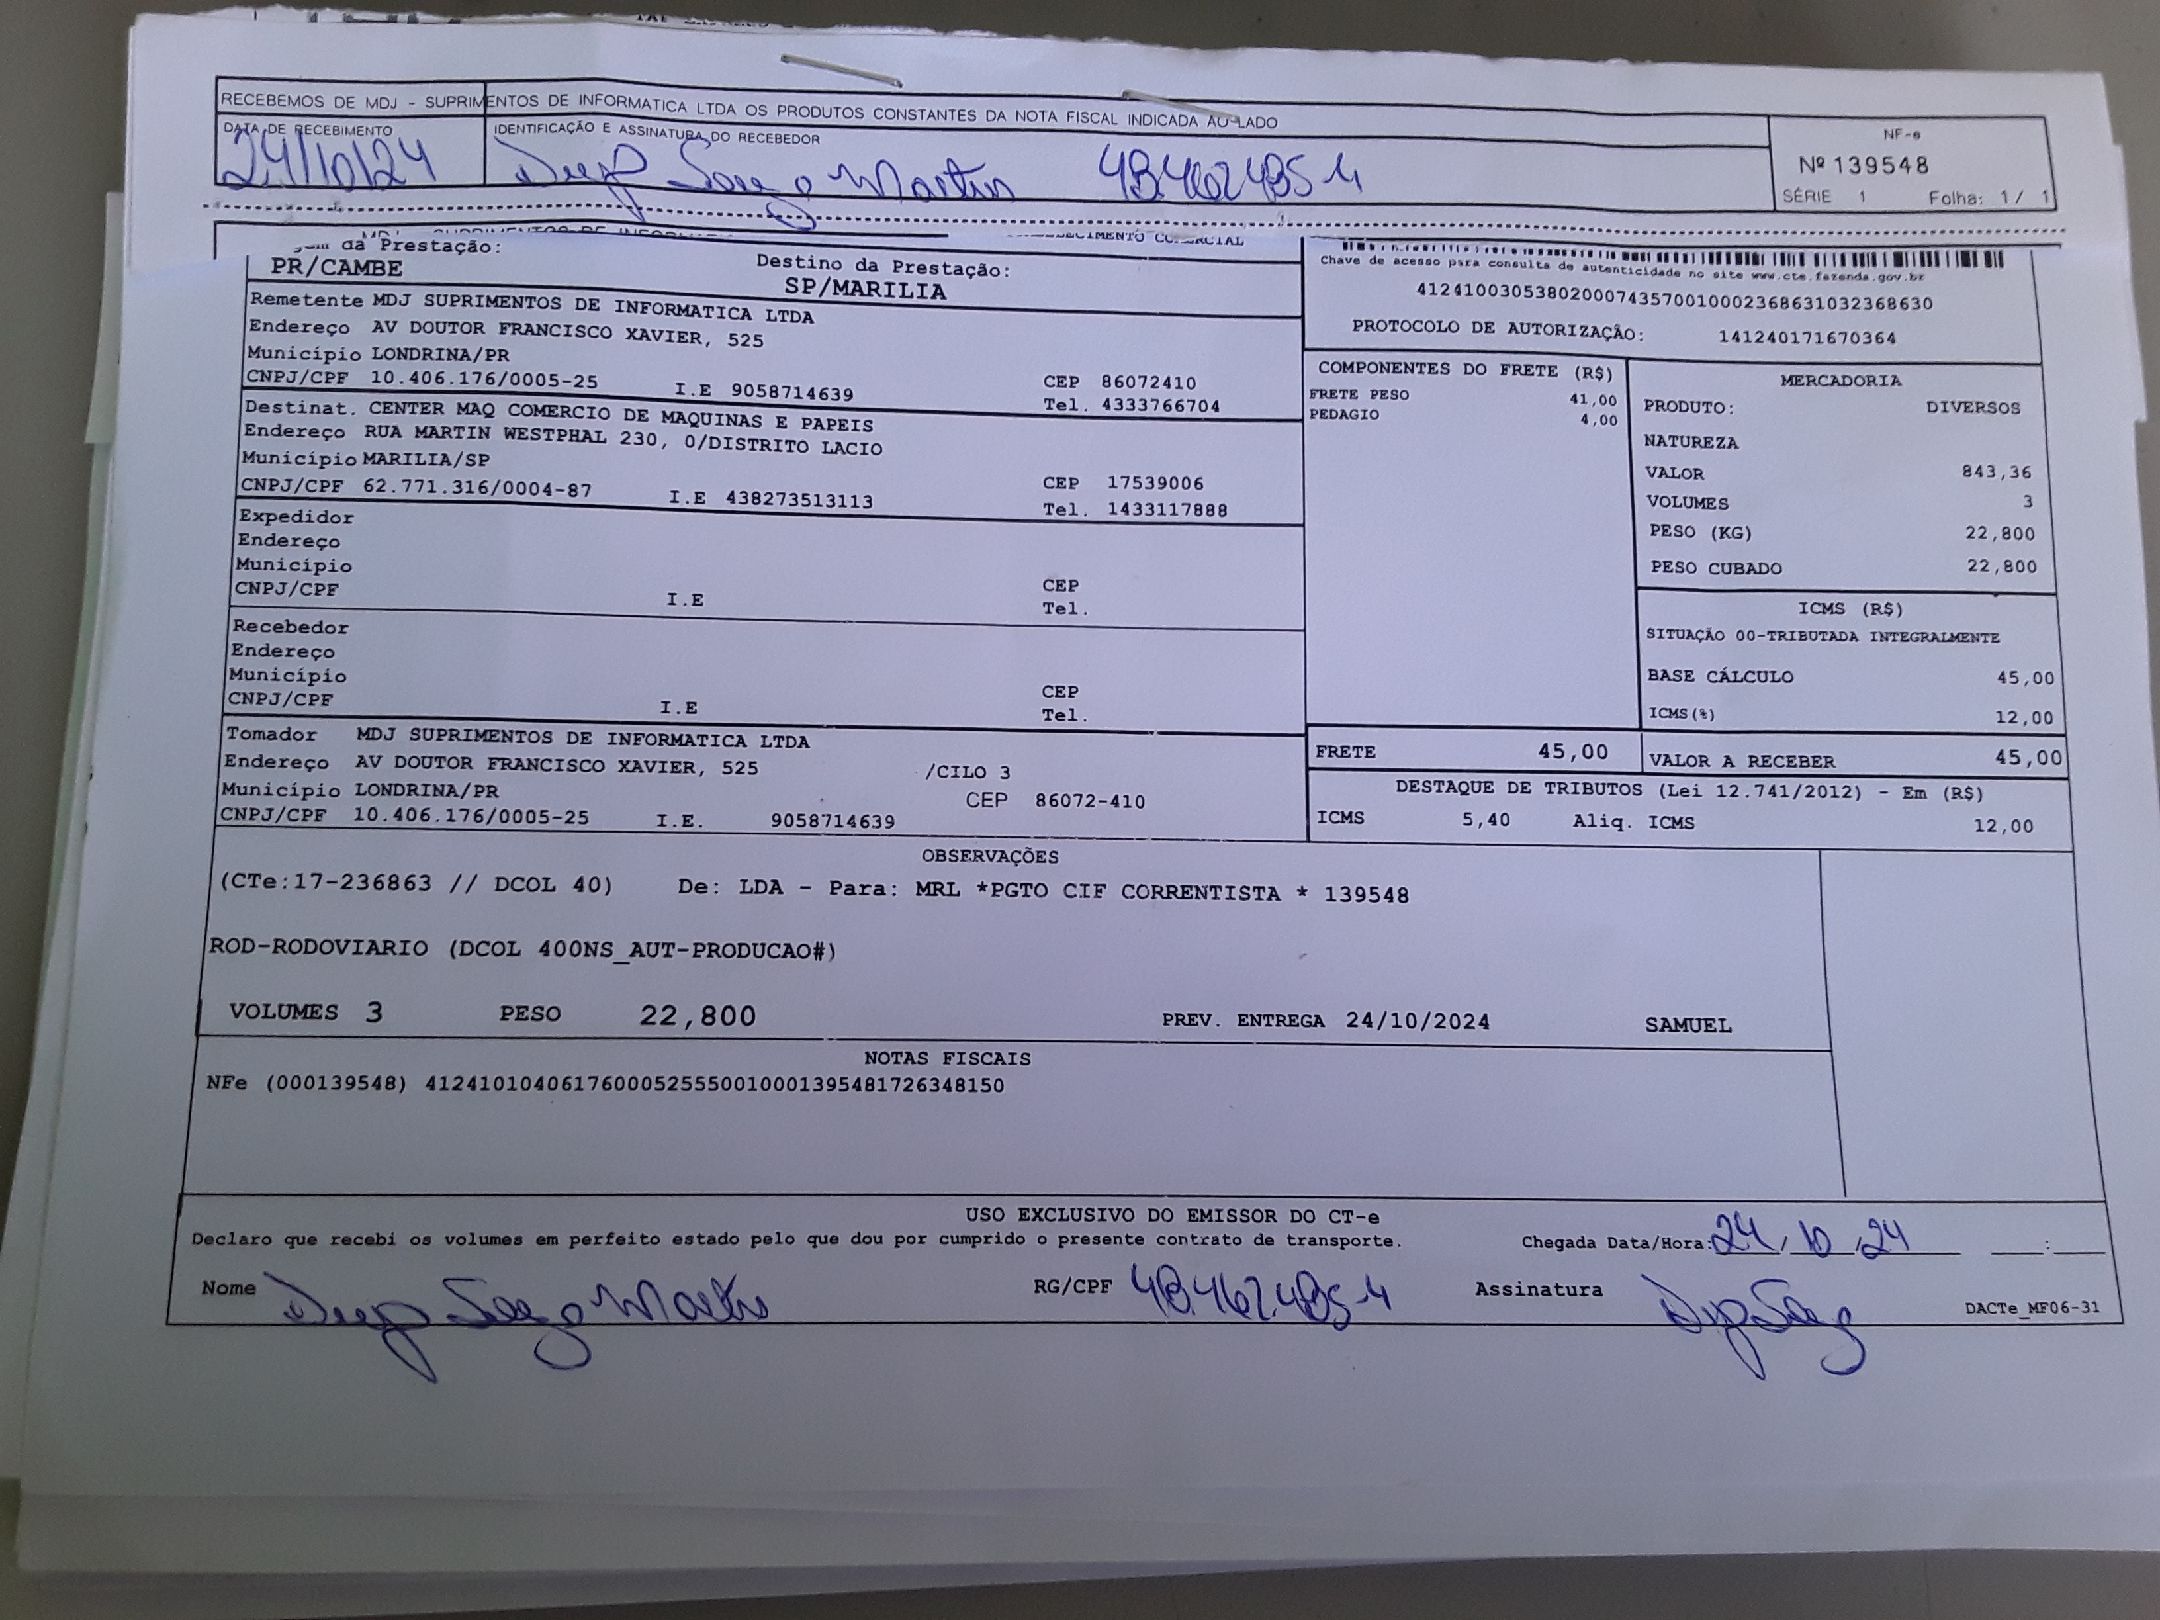 RECEBEMOS DE MDJ - SUPRIMENTOS DE INFORMATICA LTDA OS PRODUTOS CONSTANTES DA NOTA FISCAL INDICADA AO LADO
DATA DE RECEBIMENTO
24/10/24
IDENTIFICAÇÃO E ASSINATURA DO RECEBEDOR
NF-e
Nº 139548
SÉRIE 1 Folha: 1/ 1
da Prestação:
PR/CAMBE
Destino da Prestação:
SP/MARILIA
Remetente MDJ SUPRIMENTOS DE INFORMATICA LTDA
Endereço AV DOUTOR FRANCISCO XAVIER, 525
Município LONDRINA/PR
CNPJ/CPF 10.406.176/0005-25 I.E 9058714639
CEP 86072410
Tel. 4333766704
Destinat. CENTER MAQ COMERCIO DE MAQUINAS E PAPEIS
Endereço RUA MARTIN WESTPHAL 230, 0/DISTRITO LACIO
Município MARILIA/SP
CNPJ/CPF 62.771.316/0004-87 I.E 438273513113
CEP 17539006
Tel. 1433117888
Expedidor
Endereço
Município
CNPJ/CPF I.E
CEP
Tel.
Recebedor
Endereço
Município
CNPJ/CPF I.E
CEP
Tel.
Tomador MDJ SUPRIMENTOS DE INFORMATICA LTDA
Endereço AV DOUTOR FRANCISCO XAVIER, 525 /CILO 3
Município LONDRINA/PR CEP 86072-410
CNPJ/CPF 10.406.176/0005-25 I.E. 9058714639
Chave de acesso para consulta de autenticidade no site www.cte.fazenda.gov.br
41241003053802000743570010002368631032368630
PROTOCOLO DE AUTORIZAÇÃO: 141240171670364
COMPONENTES DO FRETE (R$)
FRETE PESO 41,00
PEDAGIO 4,00
MERCADORIA
PRODUTO: DIVERSOS
NATUREZA
VALOR 843,36
VOLUMES 3
PESO (KG) 22,800
PESO CUBADO 22,800
ICMS (R$)
SITUAÇÃO 00-TRIBUTADA INTEGRALMENTE
BASE CÁLCULO 45,00
ICMS(%) 12,00
FRETE 45,00
VALOR A RECEBER 45,00
DESTAQUE DE TRIBUTOS (Lei 12.741/2012) - Em (R$)
ICMS 5,40 Aliq. ICMS 12,00
OBSERVAÇÕES
(CTe:17-236863 // DCOL 40) De: LDA - Para: MRL *PGTO CIF CORRENTISTA * 139548
ROD-RODOVIARIO (DCOL 400NS_AUT-PRODUCAO#)
VOLUMES 3 PESO 22,800 PREV. ENTREGA 24/10/2024 SAMUEL
NOTAS FISCAIS
NFe (000139548) 41241010406176000525550010001395481726348150
USO EXCLUSIVO DO EMISSOR DO CT-e
Declaro que recebi os volumes em perfeito estado pelo que dou por cumprido o presente contrato de transporte.
Chegada Data/Hora: 24/10/24 :
Nome
RG/CPF
Assinatura
DACTe_MF06-31